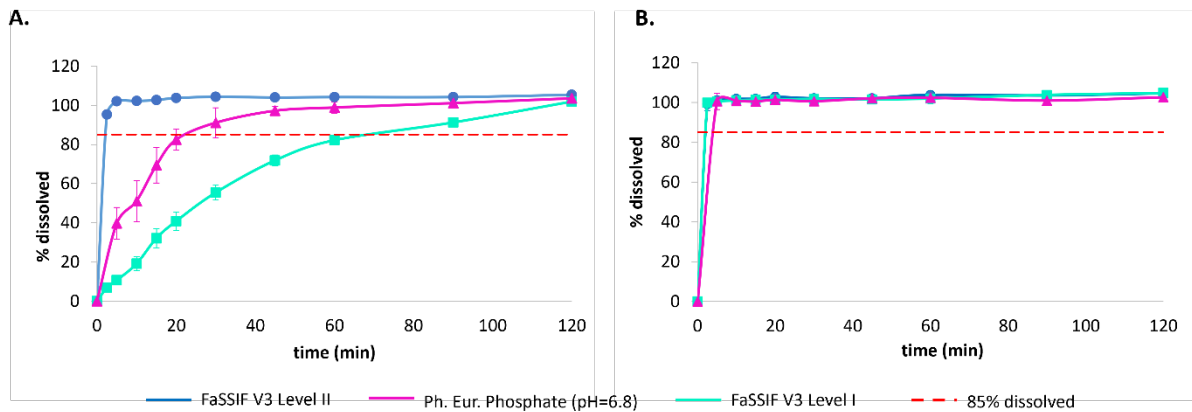 A.
B.
120
100
80
60
40
20
0
% dissolved
0 20 40 60 80 100 120
time (min)
120
100
80
60
40
20
0
% dissolved
0 20 40 60 80 100 120
time (min)
FaSSIF V3 Level II Ph. Eur. Phosphate (pH=6.8) FaSSIF V3 Level I 85% dissolved